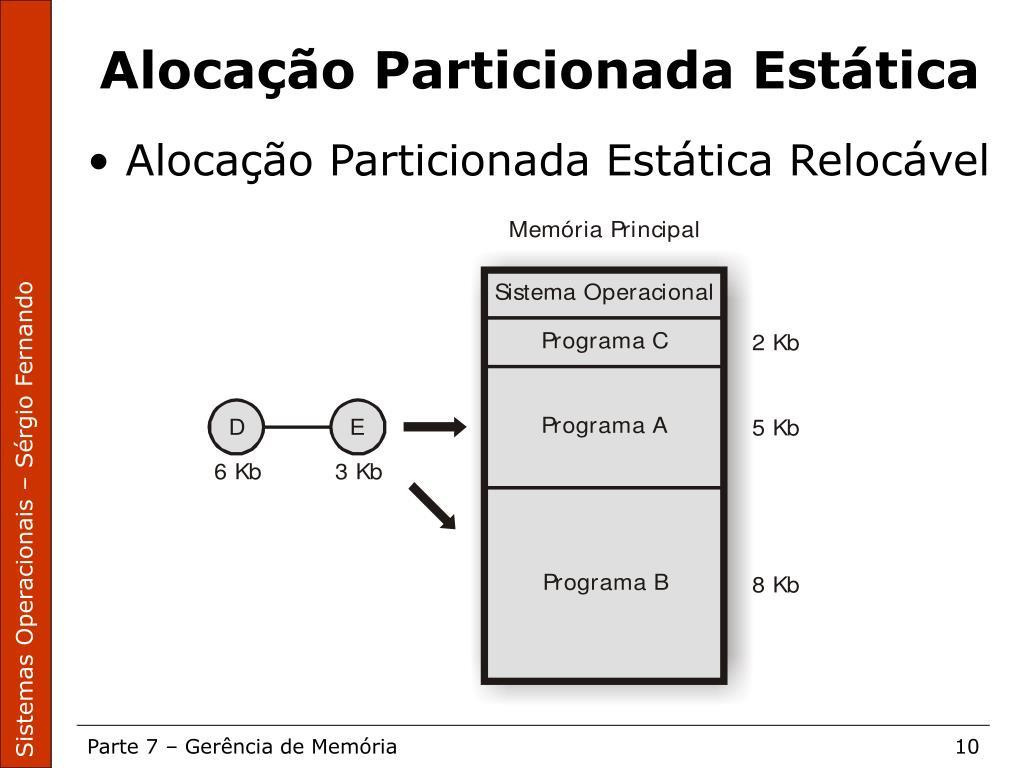 Alocação Particionada Estática
• Alocação Particionada Estática Relocável
Memória Principal
Sistema Operacional
Programa C
2 Kb
D
E
Programa A
5 Kb
6 Kb
3 Kb
Programa B
8 Kb
Sistemas Operacionais – Sérgio Fernando
Parte 7 – Gerência de Memória
10